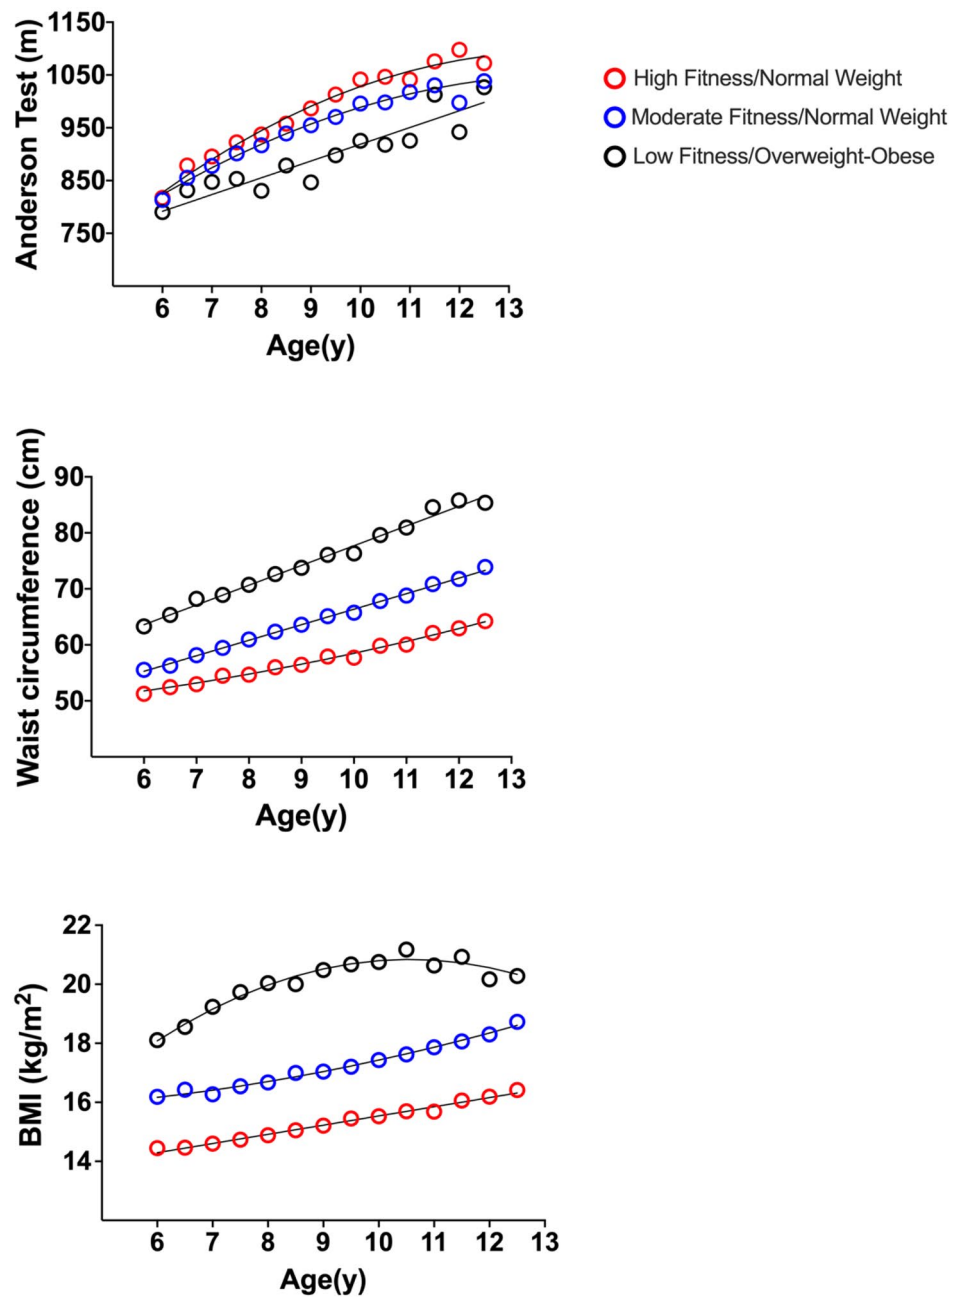 Anderson Test (m)
1150
1050
950
850
750
6 7 8 9 10 11 12 13
Age(y)
High Fitness/Normal Weight
Moderate Fitness/Normal Weight
Low Fitness/Overweight-Obese
Waist circumference (cm)
90
80
70
60
50
6 7 8 9 10 11 12 13
Age(y)
BMI (kg/m²)
22
20
18
16
14
6 7 8 9 10 11 12 13
Age(y)